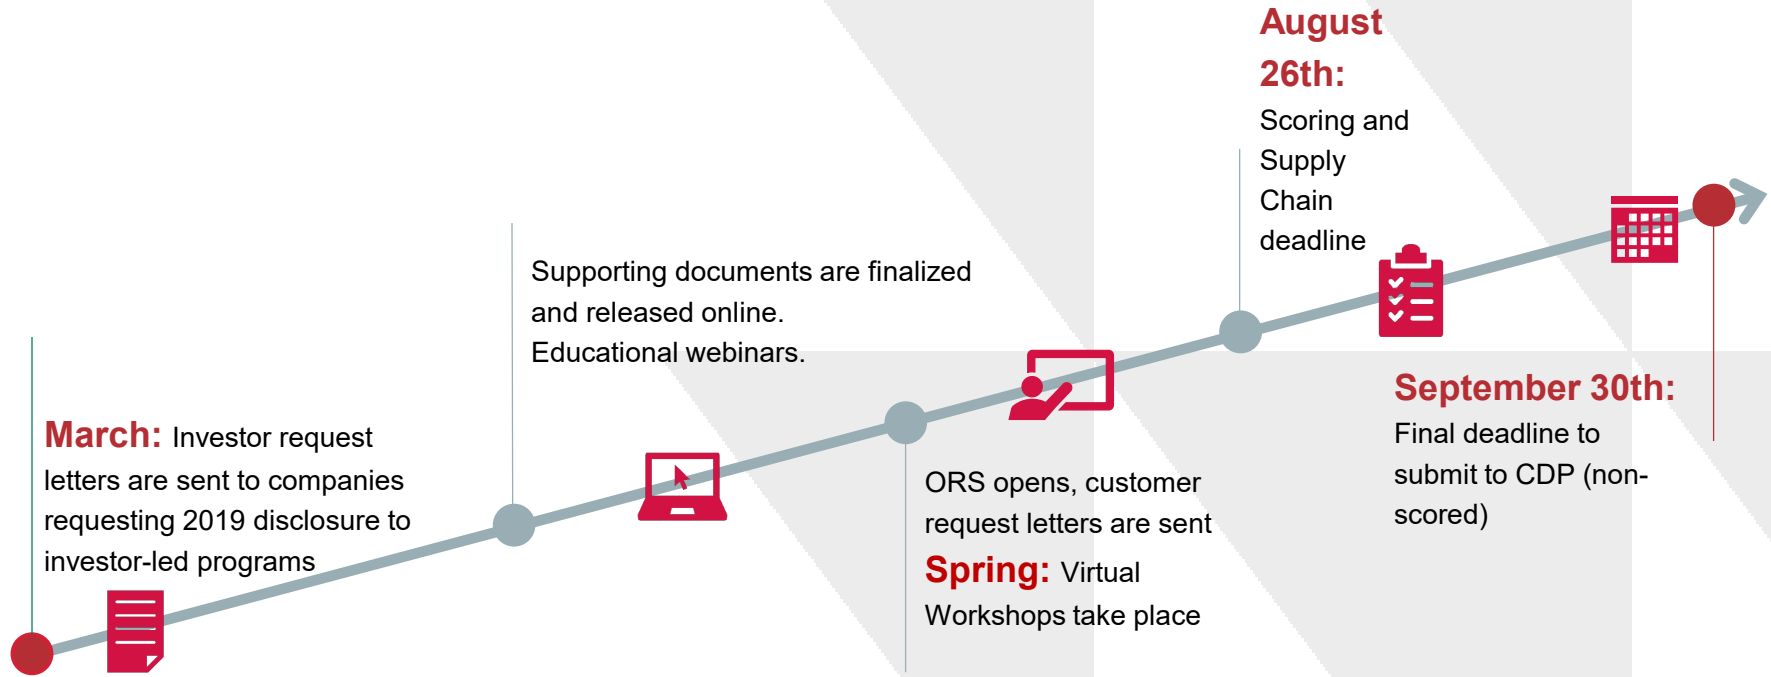 March: Investor request
letters are sent to companies
requesting 2019 disclosure to
investor-led programs
Supporting documents are finalized
and released online.
Educational webinars.
ORS opens, customer
request letters are sent
Spring: Virtual
Workshops take place
August
26th:
Scoring and
Supply
Chain
deadline
September 30th:
Final deadline to
submit to CDP (non-
scored)